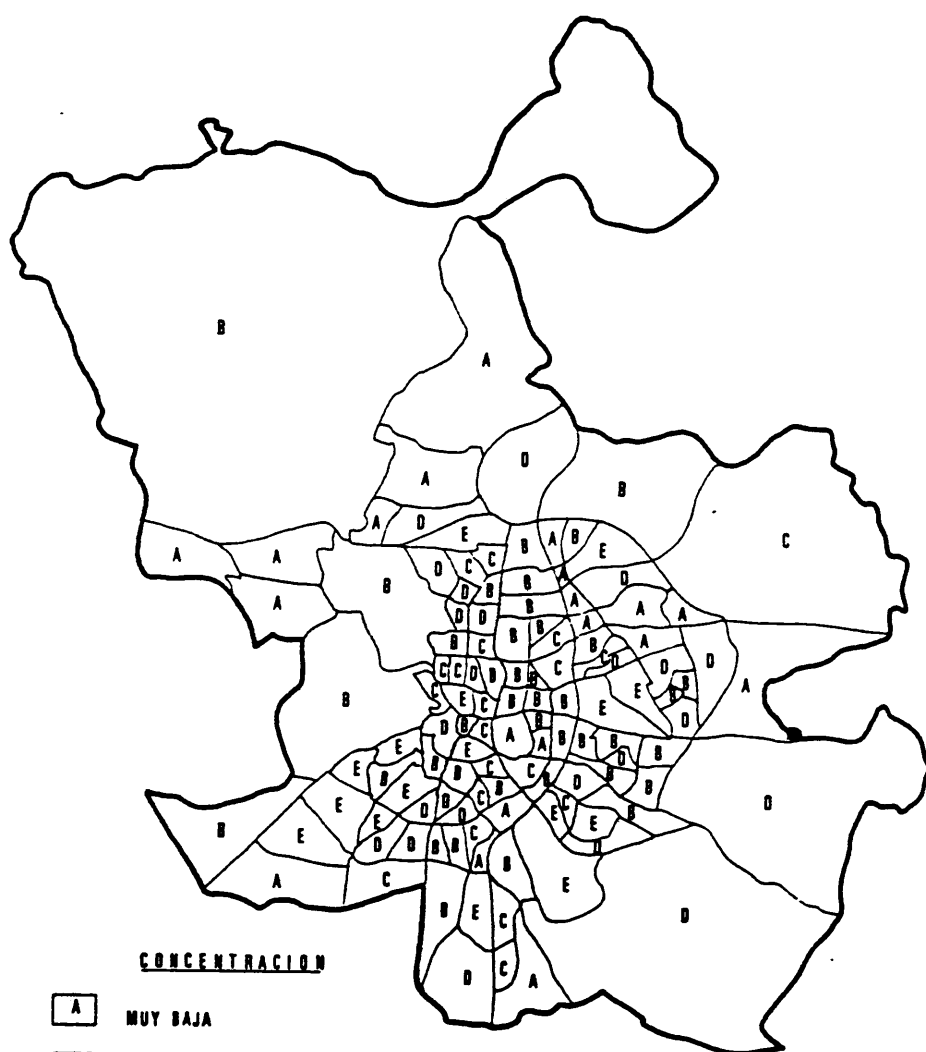 B
A
D
A B
A D E B A B E C
A A B D C C B A D
A D B B A A A
D D B B A B A
B C C C D D D A
C C D B B B E B B
B C E C B B B E D
D B C A B A B B B D B
E E B B C C B D B B
E B E D B D C B A E C E B
B E E E D D B B C D
A C A B E
B E C D
D C A
CONCENTRACION
A MUY BAJA